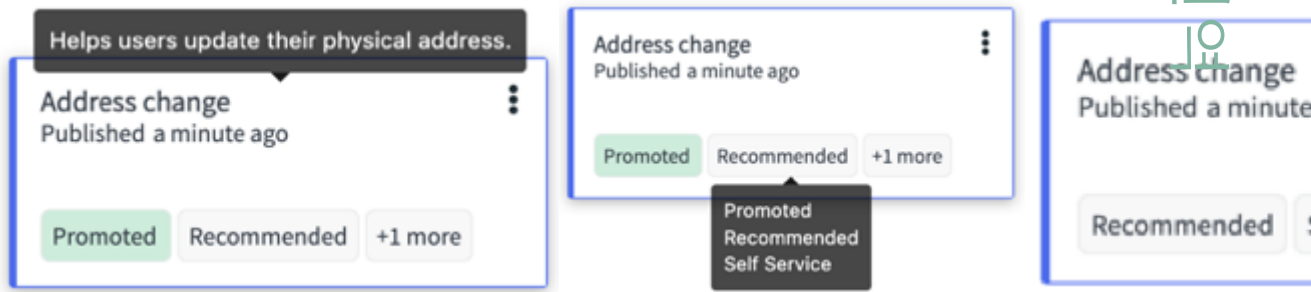 Helps users update their physical address.
Address change
Published a minute ago
Promoted
Recommended
+1 more
Address change
Published a minute ago
Promoted
Recommended
+1 more
Promoted
Recommended
Self Service
Address change
Published a minute
Recommended